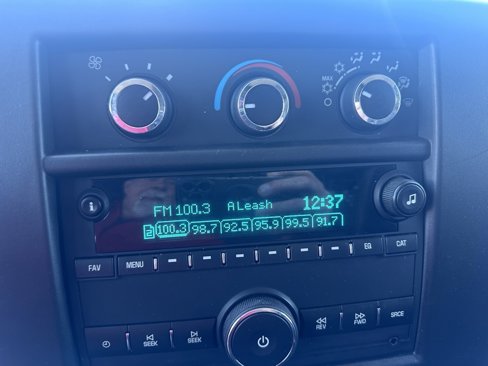 MAX
FM 100.3 A Leash 12:37
2 100.3 98.7 92.5 95.9 99.5 91.7
FAV MENU EQ CAT
SEEK SEEK REV FWD SRCE